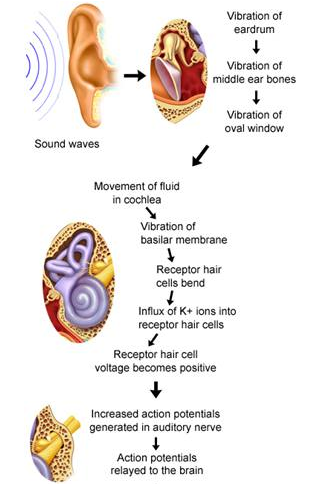 Vibration of
eardrum
Vibration of
middle ear bones
Vibration of
oval window
Sound waves
Movement of fluid
in cochlea
Vibration of
basilar membrane
Receptor hair
cells bend
Influx of K+ ions into
receptor hair cells
Receptor hair cell
voltage becomes positive
Increased action potentials
generated in auditory nerve
Action potentials
relayed to the brain